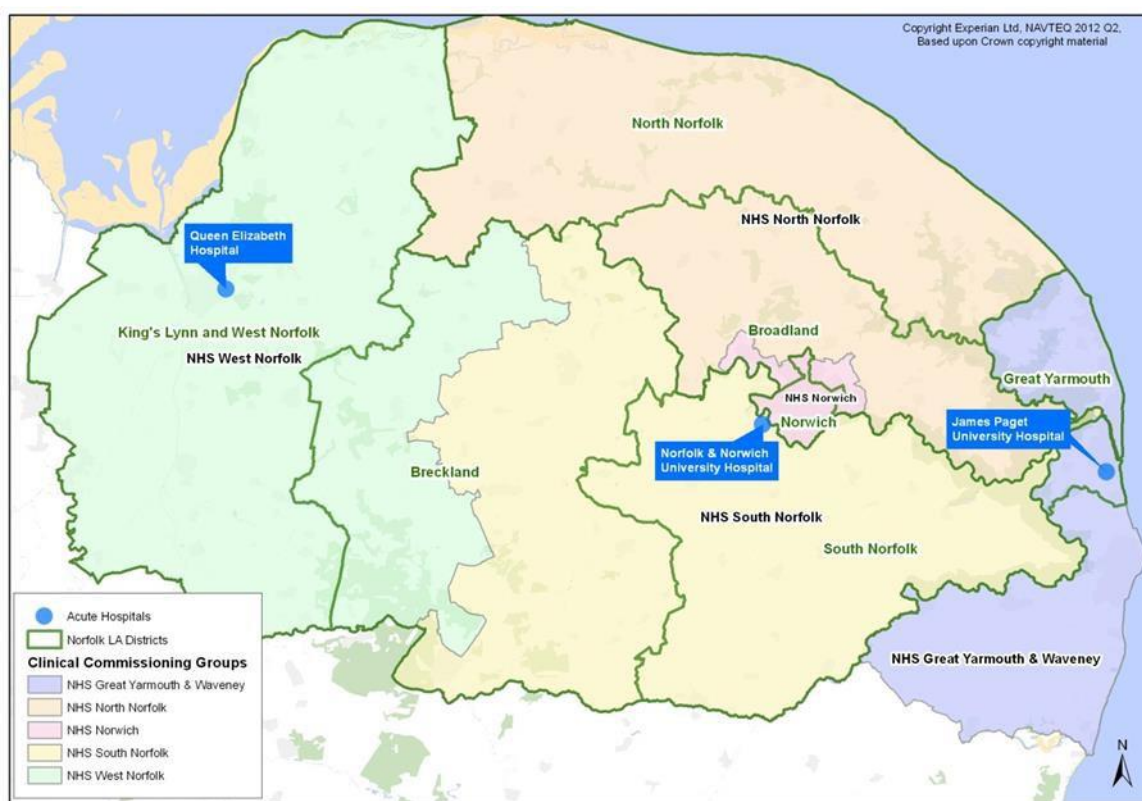 Copyright Experian Ltd, NAVTEQ 2012 Q2,
Based upon Crown copyright material
North Norfolk
NHS North Norfolk
Queen Elizabeth
Hospital
King's Lynn and West Norfolk
NHS West Norfolk
Broadland
Great Yarmouth
NHS Norwich
Norwich
James Paget
University Hospital
Norfolk & Norwich
University Hospital
Breckland
NHS South Norfolk
South Norfolk
NHS Great Yarmouth & Waveney
Acute Hospitals
Norfolk LA Districts
Clinical Commissioning Groups
NHS Great Yarmouth & Waveney
NHS North Norfolk
NHS Norwich
NHS South Norfolk
NHS West Norfolk
N